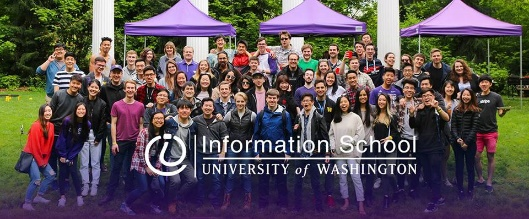 Information School
UNIVERSITY of WASHINGTON